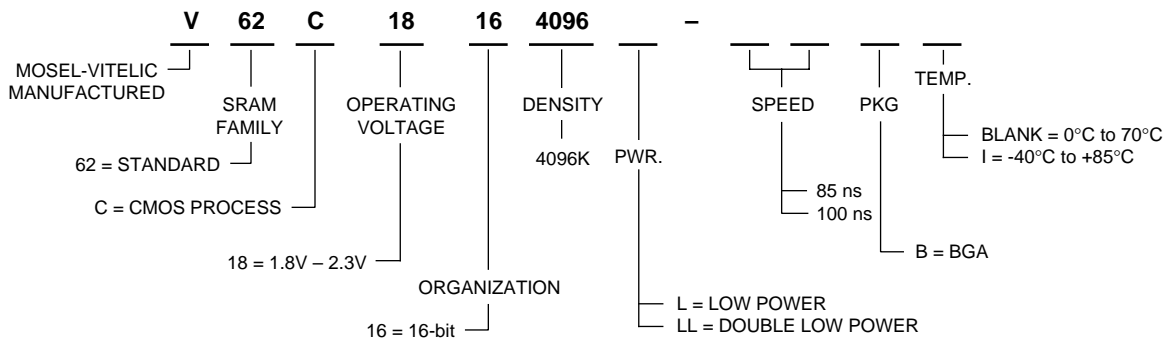 V 62 C 18 16 4096 –
MOSEL-VITELIC
MANUFACTURED
SRAM
FAMILY
62 = STANDARD
C = CMOS PROCESS
OPERATING
VOLTAGE
18 = 1.8V – 2.3V
ORGANIZATION
16 = 16-bit
DENSITY
4096K
PWR.
L = LOW POWER
LL = DOUBLE LOW POWER
SPEED
85 ns
100 ns
PKG
B = BGA
TEMP.
BLANK = 0°C to 70°C
I = -40°C to +85°C